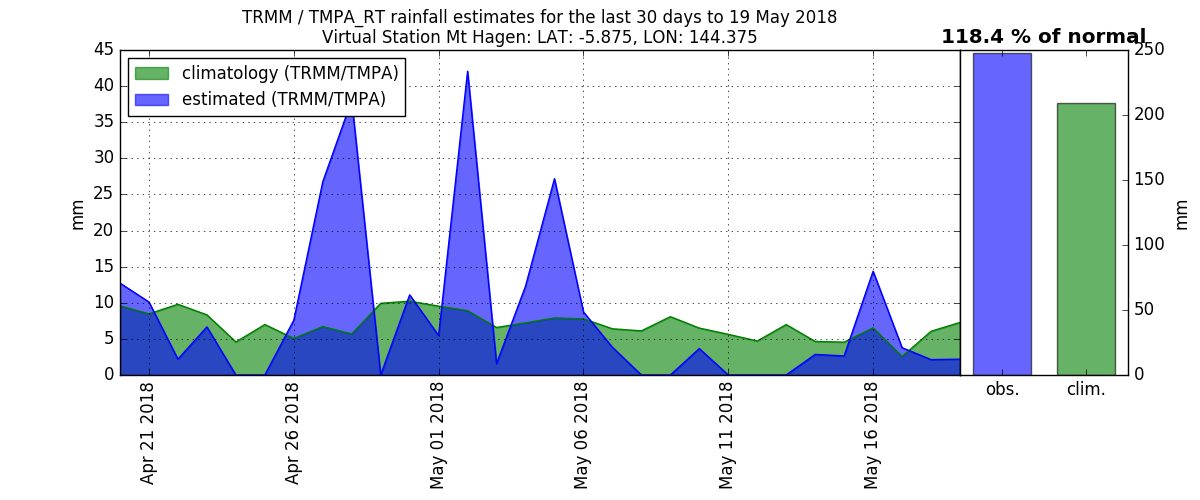 TRMM / TMPA_RT rainfall estimates for the last 30 days to 19 May 2018
Virtual Station Mt Hagen: LAT: -5.875, LON: 144.375
118.4 % of normal
climatology (TRMM/TMPA)
estimated (TRMM/TMPA)
45
40
35
30
25
20
15
10
5
0
mm
Apr 21 2018
Apr 26 2018
May 01 2018
May 06 2018
May 11 2018
May 16 2018
250
200
150
100
50
0
mm
obs.
clim.